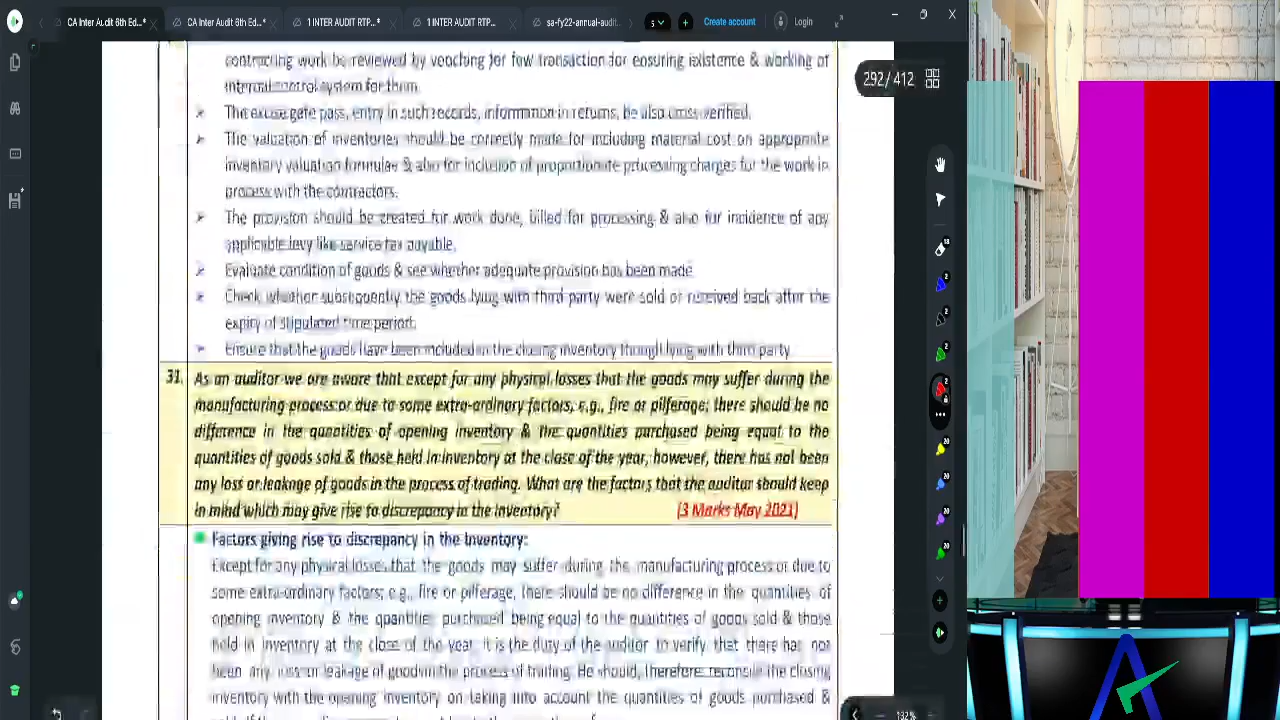 CA Inter Audit 6th Ed...*
CA Inter Audit 8th Ed...*
1 INTER AUDIT RTP...*
1 INTER AUDIT RTP...
sa-fy22-annual-audit...
5
Create account
Login
292 / 412
contracting work be reviewed by vouching for few transaction for ensuring existence & working of
internal control system for them.
The excise gate pass, entry in such records, information in returns, be also cross verified.
The valuation of inventories should be correctly made for including material cost on appropriate
inventory valuation formulae & also for inclusion of proportionate processing charges for the work in
process with the contractors.
The provision should be created for work done, billed for processing & also for incidence of any
applicable levy like service tax payable.
Evaluate condition of goods & see whether adequate provision has been made
Check whether subsequently the goods lying with third party were sold or received back after the
expiry of stipulated time period.
Ensure that the goods have been included in the closing inventory though lying with third party
31. As an auditor we are aware that except for any physical losses that the goods may suffer during the
manufacturing process or due to some extra-ordinary factors, e.g., fire or pilferage; there should be no
difference in the quantities of opening inventory & the quantities purchased being equal to the
quantities of goods sold & those held in inventory at the close of the year, however, there has not been
any loss or leakage of goods in the process of trading. What are the factors that the auditor should keep
in mind which may give rise to discrepancy in the inventory? (3 Marks May 2021)
Factors giving rise to discrepancy in the Inventory:
Except for any physical losses that the goods may suffer during the manufacturing process or due to
some extra-ordinary factors; e.g., fire or pilferage, there should be no difference in the quantities of
opening inventory & the quantities purchased being equal to the quantities of goods sold & those
held in inventory at the close of the year. It is the duty of the auditor to verify that there has not
been any loss or leakage of goods in the process of trading. He should, therefore reconcile the closing
inventory with the opening inventory on taking into account the quantities of goods purchased &
132%